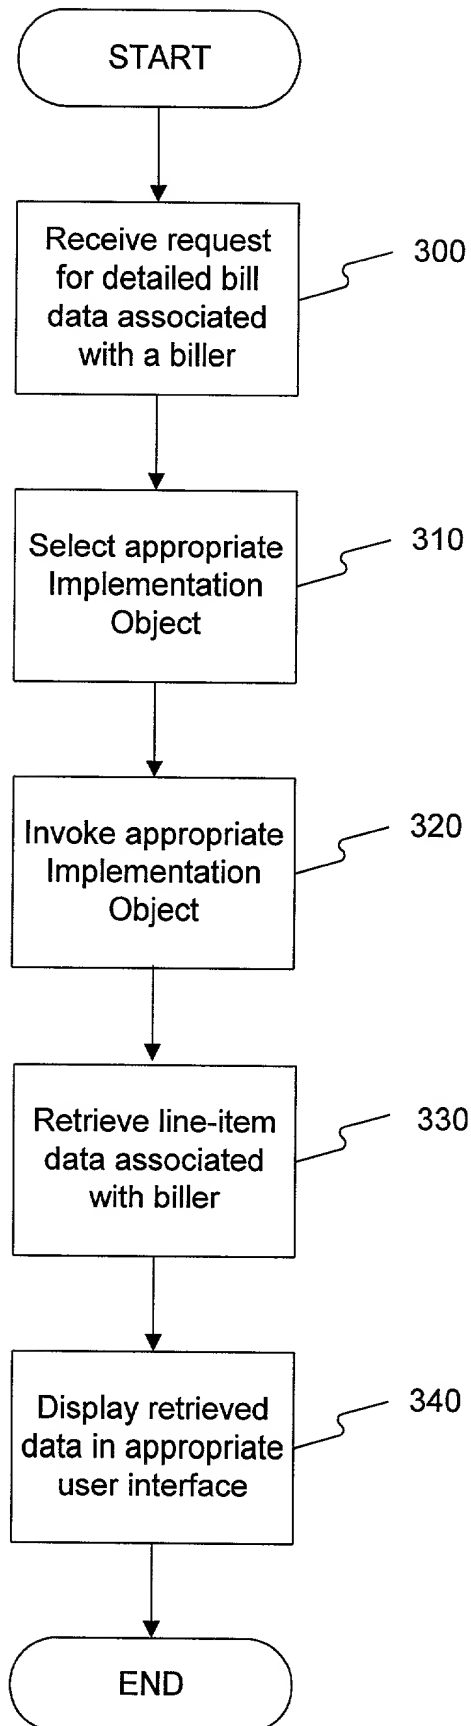 START
Receive request
for detailed bill
data associated
with a biller
300
Select appropriate
Implementation
Object
310
Invoke appropriate
Implementation
Object
320
Retrieve line-item
data associated
with biller
330
Display retrieved
data in appropriate
user interface
340
END